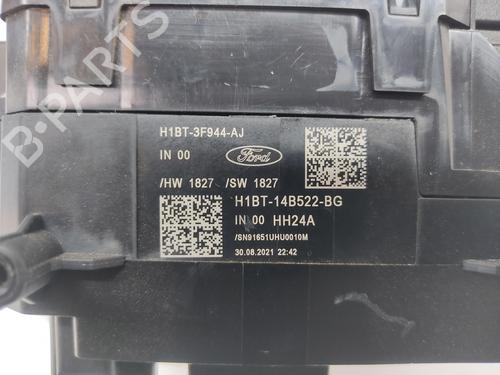 B-PARTS
H1BT-3F944-AJ
IN 00 Ford
/HW 1827 /SW 1827
H1BT-14B522-BG
IN 00 HH24A
/SN91651UHU0010M
30.08.2021 22:42